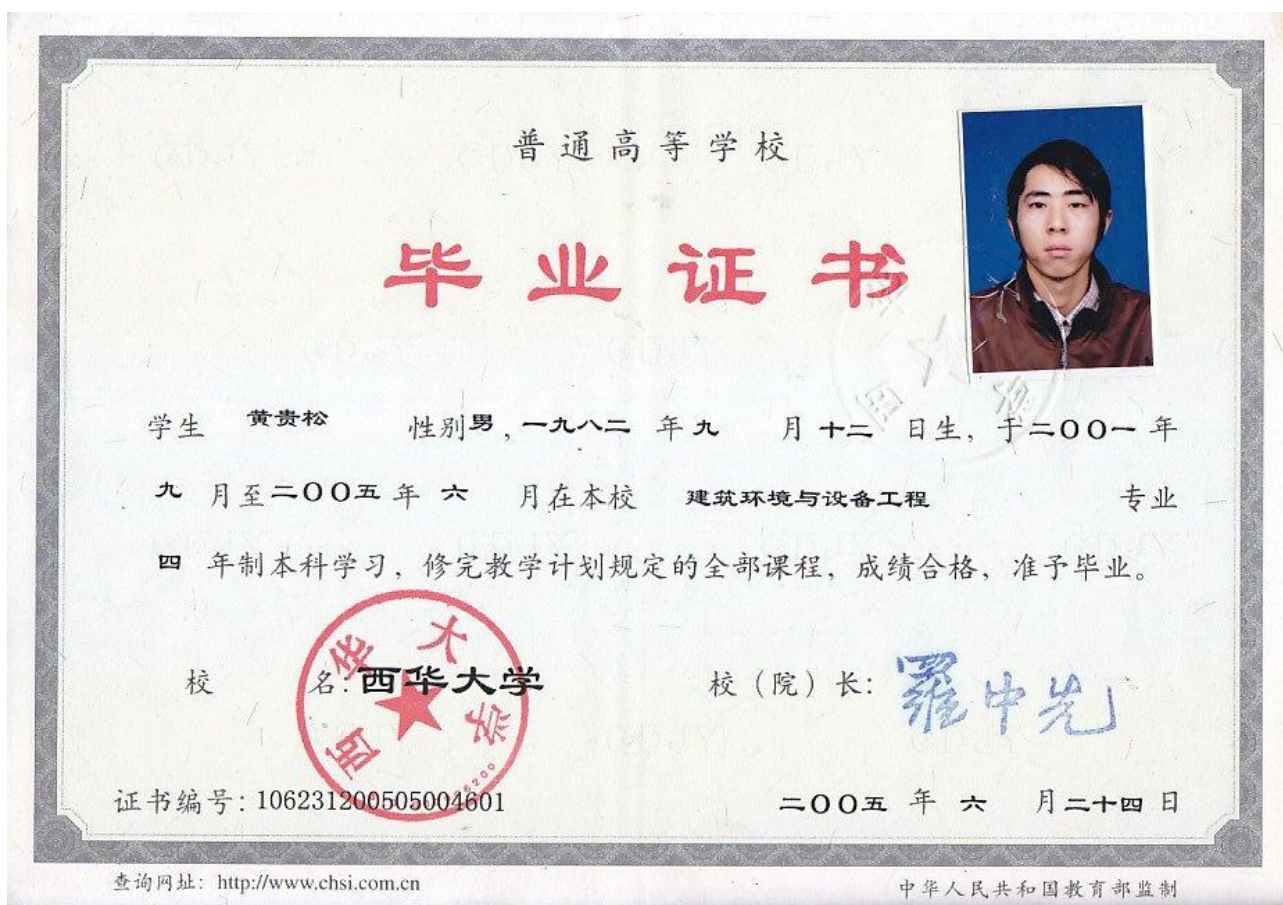 普通高等学校
毕业证书
学生 黄贵松 性别男,一九八二 年 九 月 十二 日生, 于二OO一 年
九 月至二OO五 年 六 月在本校 建筑环境与设备工程 专业
四 年制本科学习, 修完教学计划规定的全部课程, 成绩合格, 准予毕业。
西华大学
校 名: 西华大学 校（院）长: 羅中先
证书编号: 106231200505004601 二OO五 年 六 月二十四 日
查询网址: http://www.chsi.com.cn 中华人民共和国教育部监制